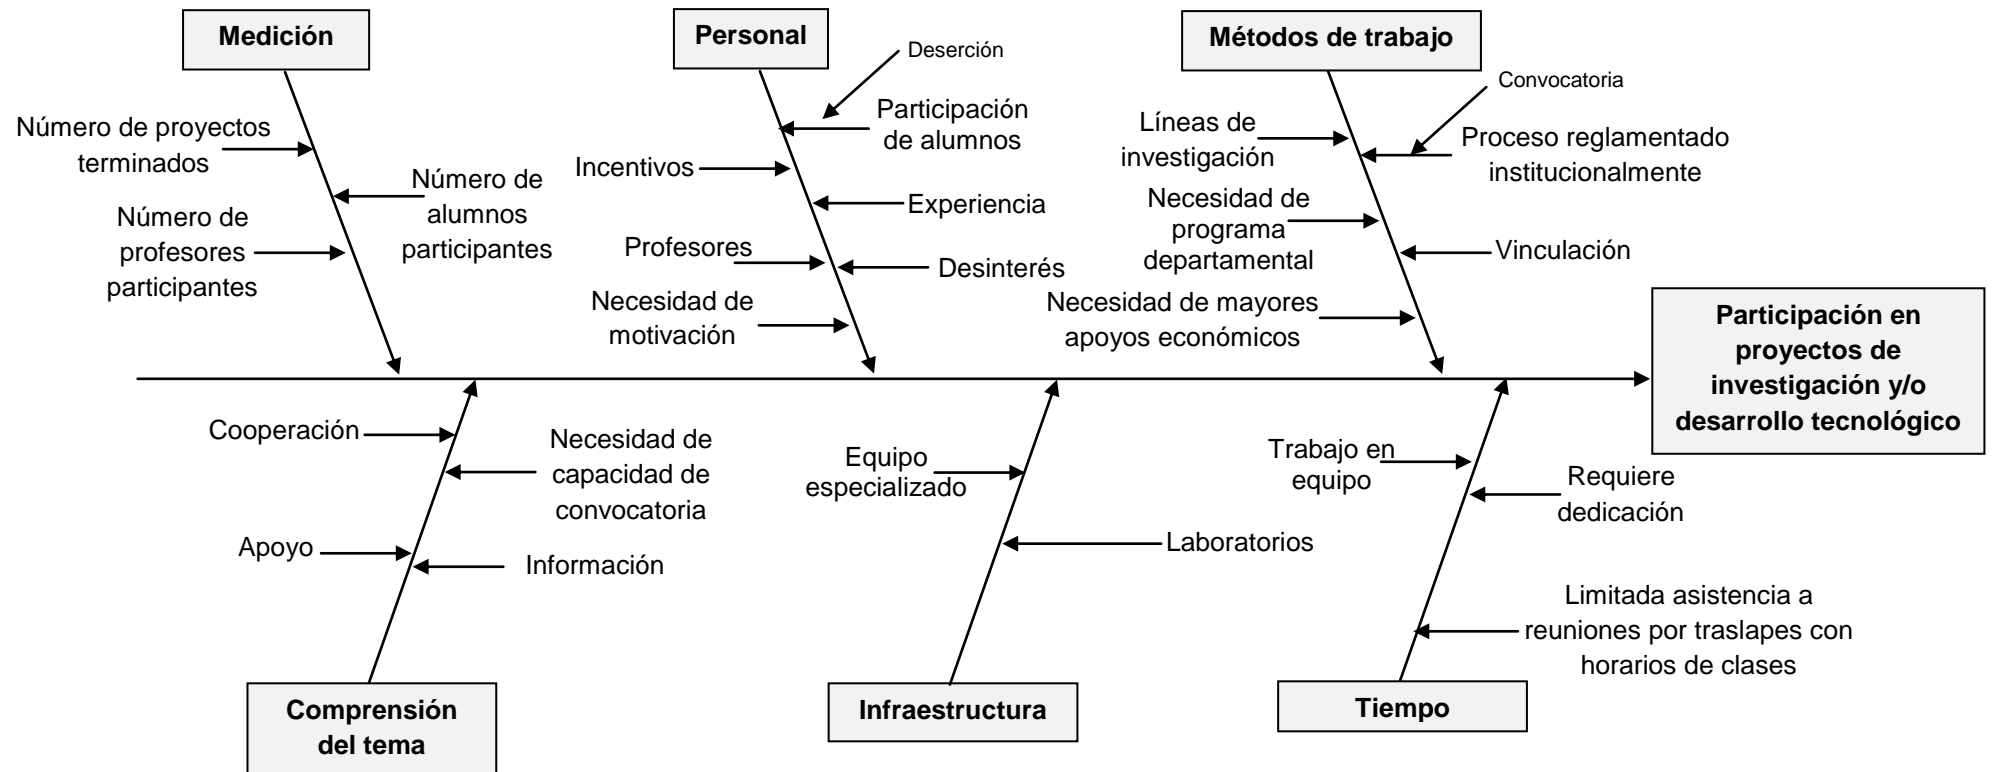 Medición
Personal
Métodos de trabajo
Deserción
Convocatoria
Número de proyectos
terminados
Número de
alumnos
participantes
Número de
profesores
participantes
Participación
de alumnos
Incentivos
Experiencia
Profesores
Desinterés
Necesidad de
motivación
Líneas de
investigación
Proceso reglamentado
institucionalmente
Necesidad de
programa
departamental
Vinculación
Necesidad de mayores
apoyos económicos
Participación en
proyectos de
investigación y/o
desarrollo tecnológico
Cooperación
Necesidad de
capacidad de
convocatoria
Apoyo
Información
Equipo
especializado
Laboratorios
Trabajo en
equipo
Requiere
dedicación
Limitada asistencia a
reuniones por traslapes con
horarios de clases
Comprensión
del tema
Infraestructura
Tiempo